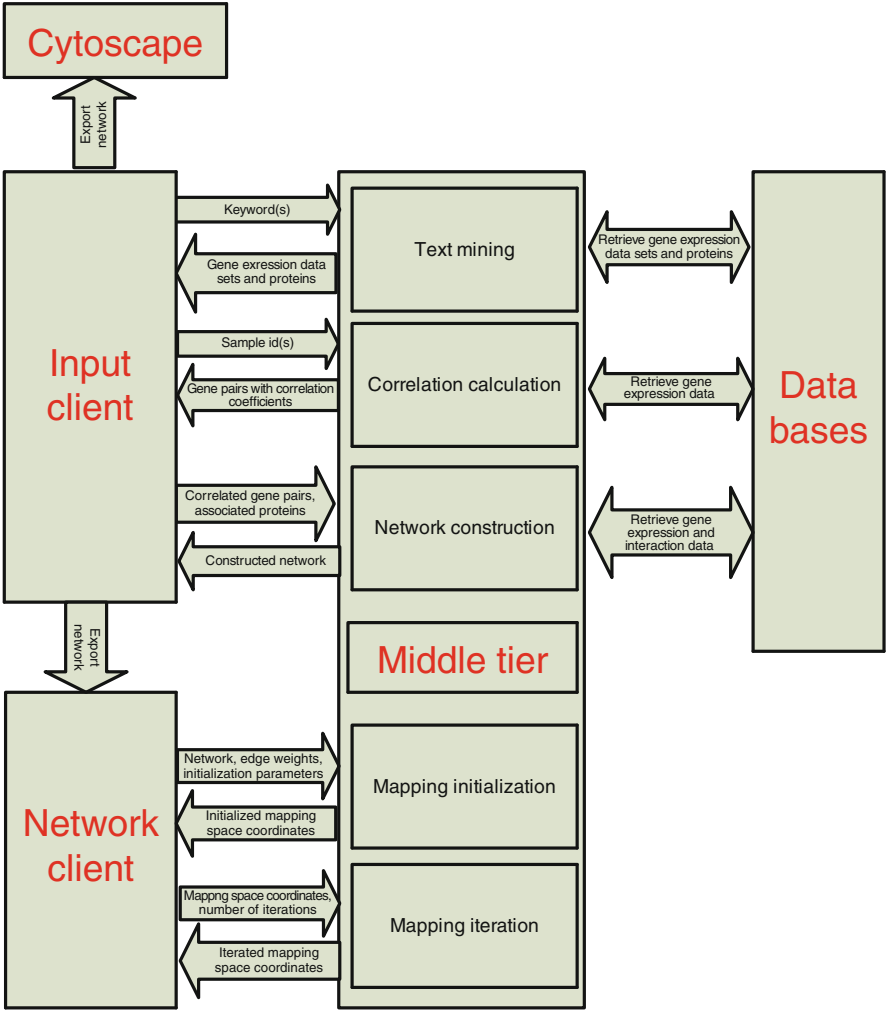 Cytoscape
Export
network
Input
client
Keyword(s)
Gene exression data
sets and proteins
Sample id(s)
Gene pairs with correlation
coefficients
Correlated gene pairs,
associated proteins
Constructed network
Text mining
Correlation calculation
Network construction
Middle tier
Mapping initialization
Mapping iteration
Retrieve gene expression
data sets and proteins
Retrieve gene
expression data
Retrieve gene
expression and
interaction data
Data
bases
Export
network
Network
client
Network, edge weights,
initialization parameters
Initialized mapping
space coordinates
Mappng space coordinates,
number of iterations
Iterated mapping
space coordinates